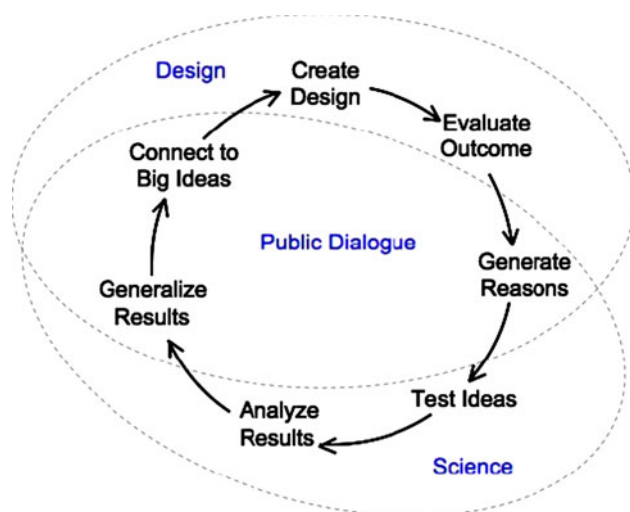 Design
Create
Design
Evaluate
Outcome
Connect to
Big Ideas
Public Dialogue
Generate
Reasons
Generalize
Results
Test Ideas
Analyze
Results
Science